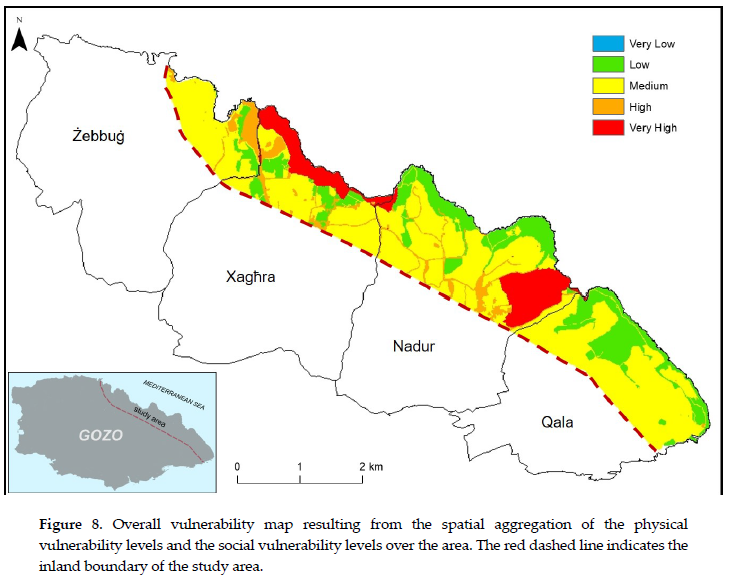 N
Very Low
Low
Medium
High
Very High
Żebbuġ
Xagħra
Nadur
Qala
MEDITERRANEAN SEA
study area
GOZO
0 1 2 km
Figure 8. Overall vulnerability map resulting from the spatial aggregation of the physical
vulnerability levels and the social vulnerability levels over the area. The red dashed line indicates the
inland boundary of the study area.